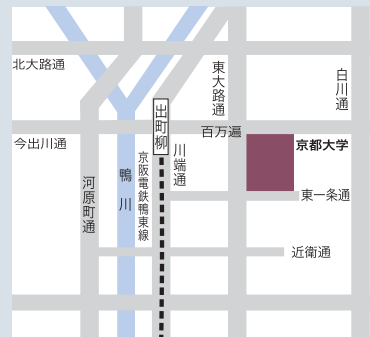 北大路通
東大路通
白川通
出町柳
今出川通
百万遍
京都大学
川端通
京阪電鉄鴨東線
鴨川
河原町通
東一条通
近衛通